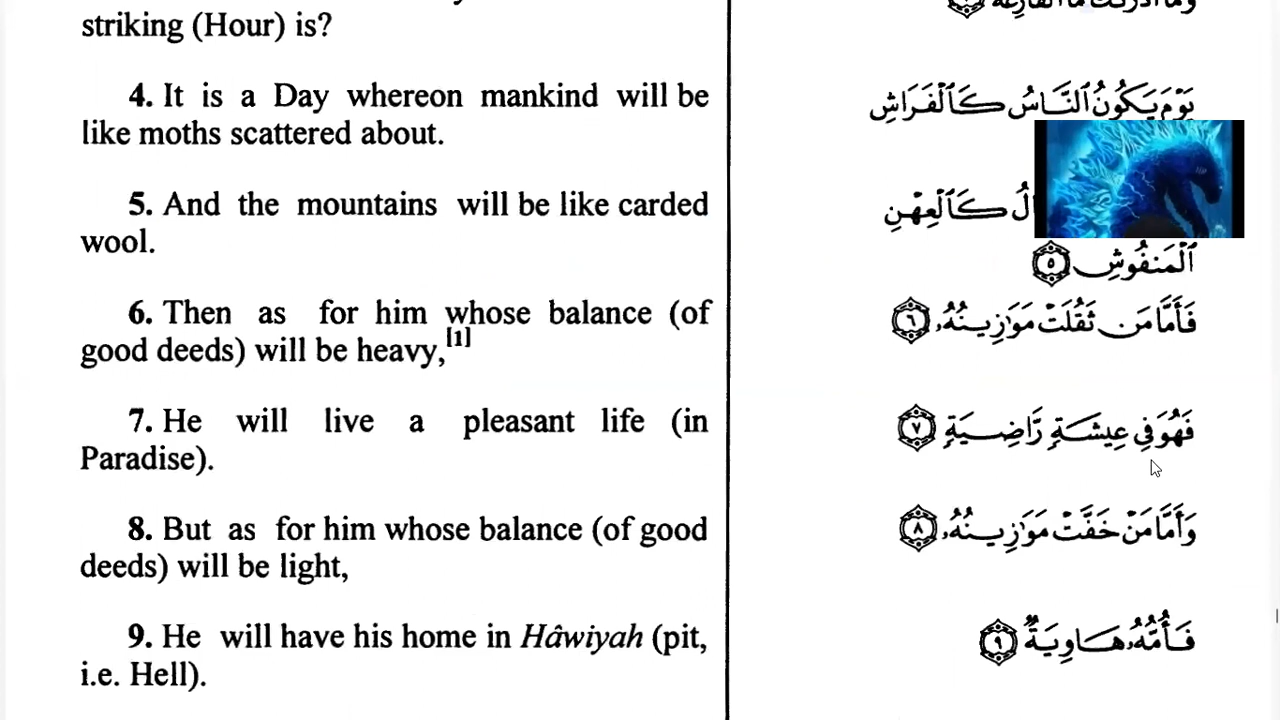 striking (Hour) is?
4. It is a Day whereon mankind will be
like moths scattered about.
5. And the mountains will be like carded
wool.
6. Then as for him whose balance (of
good deeds) will be heavy,[1]
7. He will live a pleasant life (in
Paradise).
8. But as for him whose balance (of good
deeds) will be light,
9. He will have his home in Hâwiyah (pit,
i.e. Hell).
يَوْمَ يَكُونُ ٱلنَّاسُ كَٱلْفَرَاشِ
كَٱلْعِهْنِ
ٱلْمَنفُوشِ ٥
فَأَمَّا مَن ثَقُلَتْ مَوَٰزِينُهُۥ ٦
فَهُوَ فِى عِيشَةٍ رَّاضِيَةٍ ٧
وَأَمَّا مَنْ خَفَّتْ مَوَٰزِينُهُۥ ٨
فَأُمُّهُۥ هَاوِيَةٌ ٩